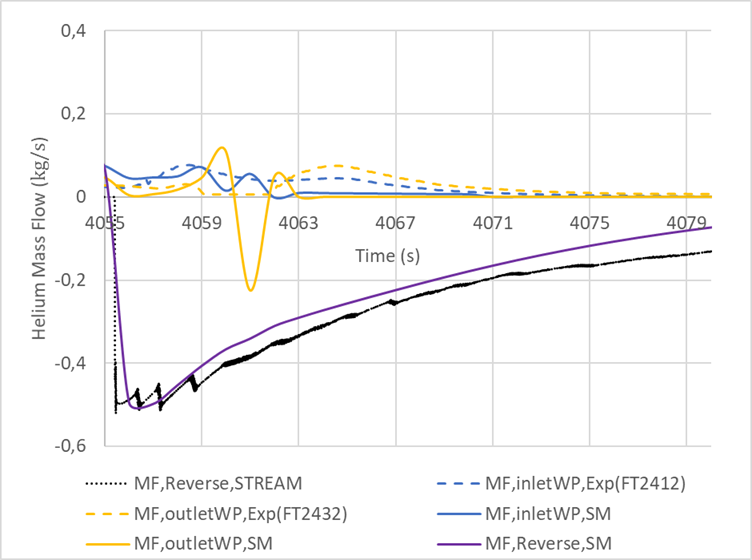 0,4
0,2
0
-0,2
-0,4
-0,6
Helium Mass Flow (kg/s)
4055 4059 4063 4067 4071 4075 4079
Time (s)
MF,Reverse,STREAM MF,inletWP,Exp(FT2412)
MF,outletWP,Exp(FT2432) MF,inletWP,SM
MF,outletWP,SM MF,Reverse,SM